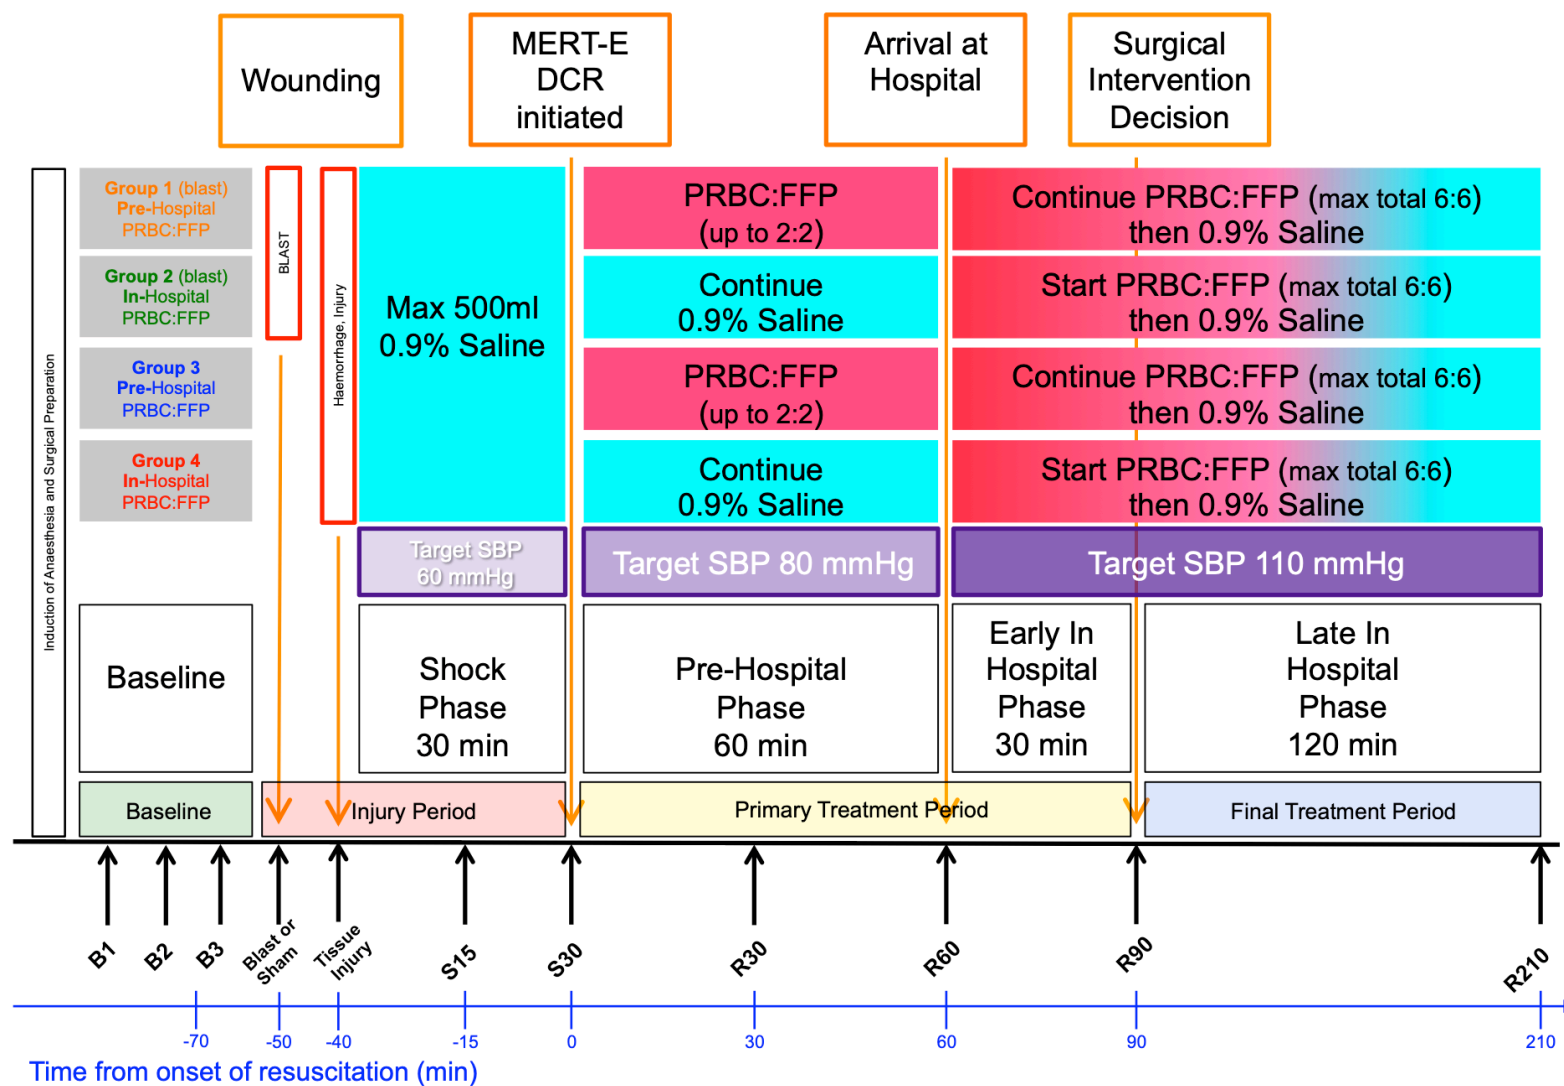 Wounding
MERT-E
DCR
initiated
Arrival at
Hospital
Surgical
Intervention
Decision
Induction of Anaesthesia and Surgical Preparation
Group 1 (blast)
Pre-Hospital
PRBC:FFP
Group 2 (blast)
In-Hospital
PRBC:FFP
Group 3
Pre-Hospital
PRBC:FFP
Group 4
In-Hospital
PRBC:FFP
BLAST
Haemorrhage, Injury
Max 500ml
0.9% Saline
PRBC:FFP
(up to 2:2)
Continue
0.9% Saline
PRBC:FFP
(up to 2:2)
Continue
0.9% Saline
Continue PRBC:FFP (max total 6:6)
then 0.9% Saline
Start PRBC:FFP (max total 6:6)
then 0.9% Saline
Continue PRBC:FFP (max total 6:6)
then 0.9% Saline
Start PRBC:FFP (max total 6:6)
then 0.9% Saline
Target SBP
60 mmHg
Target SBP 80 mmHg
Target SBP 110 mmHg
Baseline
Shock
Phase
30 min
Pre-Hospital
Phase
60 min
Early In
Hospital
Phase
30 min
Late In
Hospital
Phase
120 min
Baseline
Injury Period
Primary Treatment Period
Final Treatment Period
B1
B2
B3
Blast or
Sham
Tissue
Injury
S15
S30
R30
R60
R90
R210
-70
-50
-40
-15
0
30
60
90
210
Time from onset of resuscitation (min)